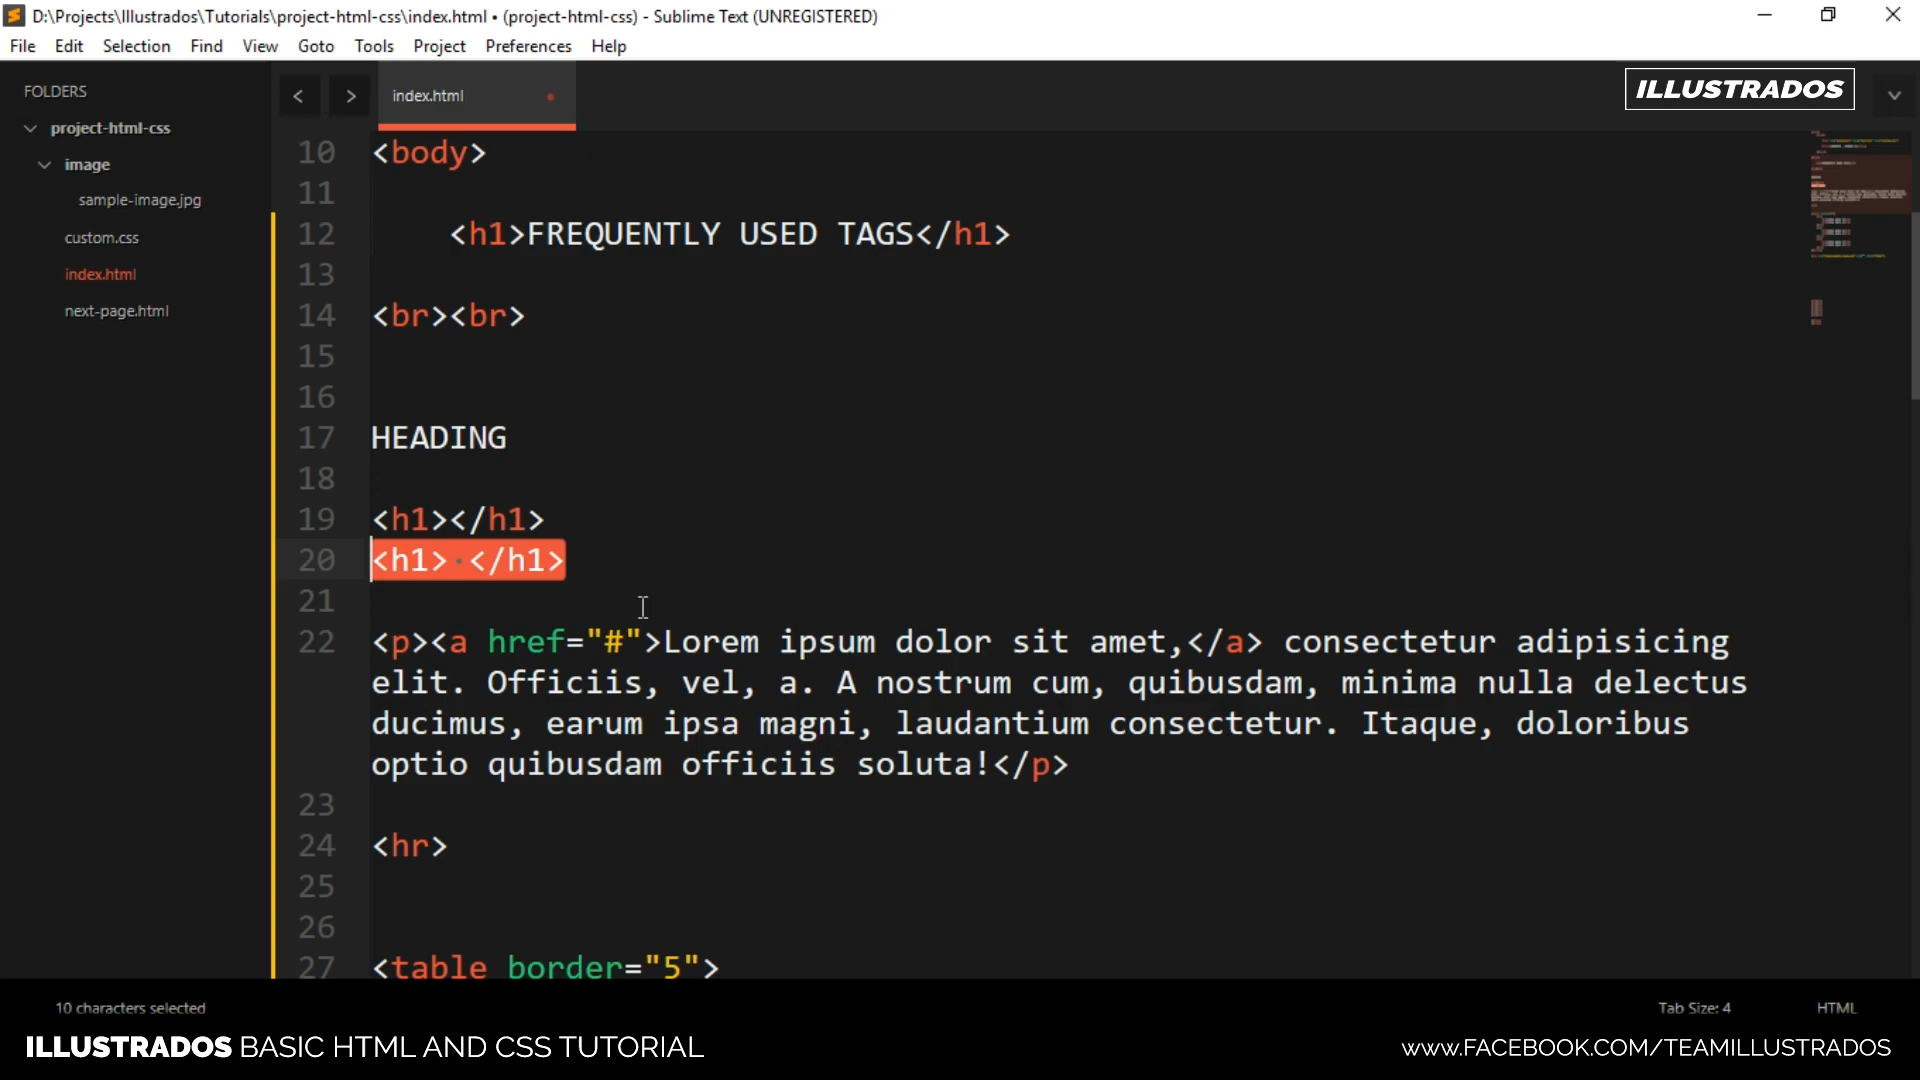 D:\Projects\Illustrados\Tutorials\project-html-css\index.html • (project-html-css) - Sublime Text (UNREGISTERED)
File Edit Selection Find View Goto Tools Project Preferences Help
FOLDERS
project-html-css
image
sample-image.jpg
custom.css
index.html
next-page.html
index.html
ILLUSTRADOS
10 <body>
11
12 <h1>FREQUENTLY USED TAGS</h1>
13
14 <br><br>
15
16
17 HEADING
18
19 <h1></h1>
20 <h1> </h1>
21
22 <p><a href="#">Lorem ipsum dolor sit amet,</a> consectetur adipisicing
elit. Officiis, vel, a. A nostrum cum, quibusdam, minima nulla delectus
ducimus, earum ipsa magni, laudantium consectetur. Itaque, doloribus
optio quibusdam officiis soluta!</p>
23
24 <hr>
25
26
27 <table border="5">
10 characters selected
Tab Size: 4
HTML
ILLUSTRADOS BASIC HTML AND CSS TUTORIAL
www.FACEBOOK.COM/TEAMILLUSTRADOS